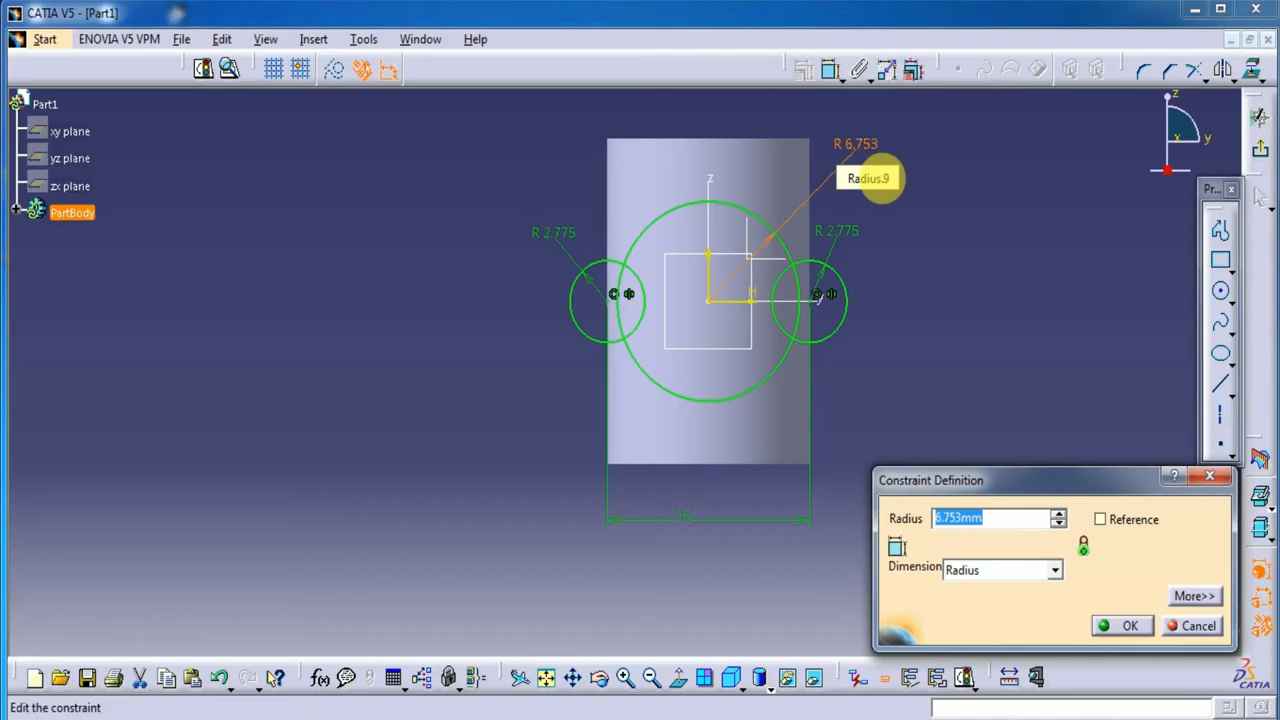 CATIA V5 - [Part1]
Start ENOVIA V5 VPM File Edit View Insert Tools Window Help
Part1
xy plane
yz plane
zx plane
PartBody
z
x
y
Pr...
R 6.753
Radius.9
z
R 2.775
R 2.775
H
y
15
Constraint Definition
Radius 6.753mm
Reference
Dimension Radius
More>>
OK
Cancel
f(x)
CATIA
Edit the constraint